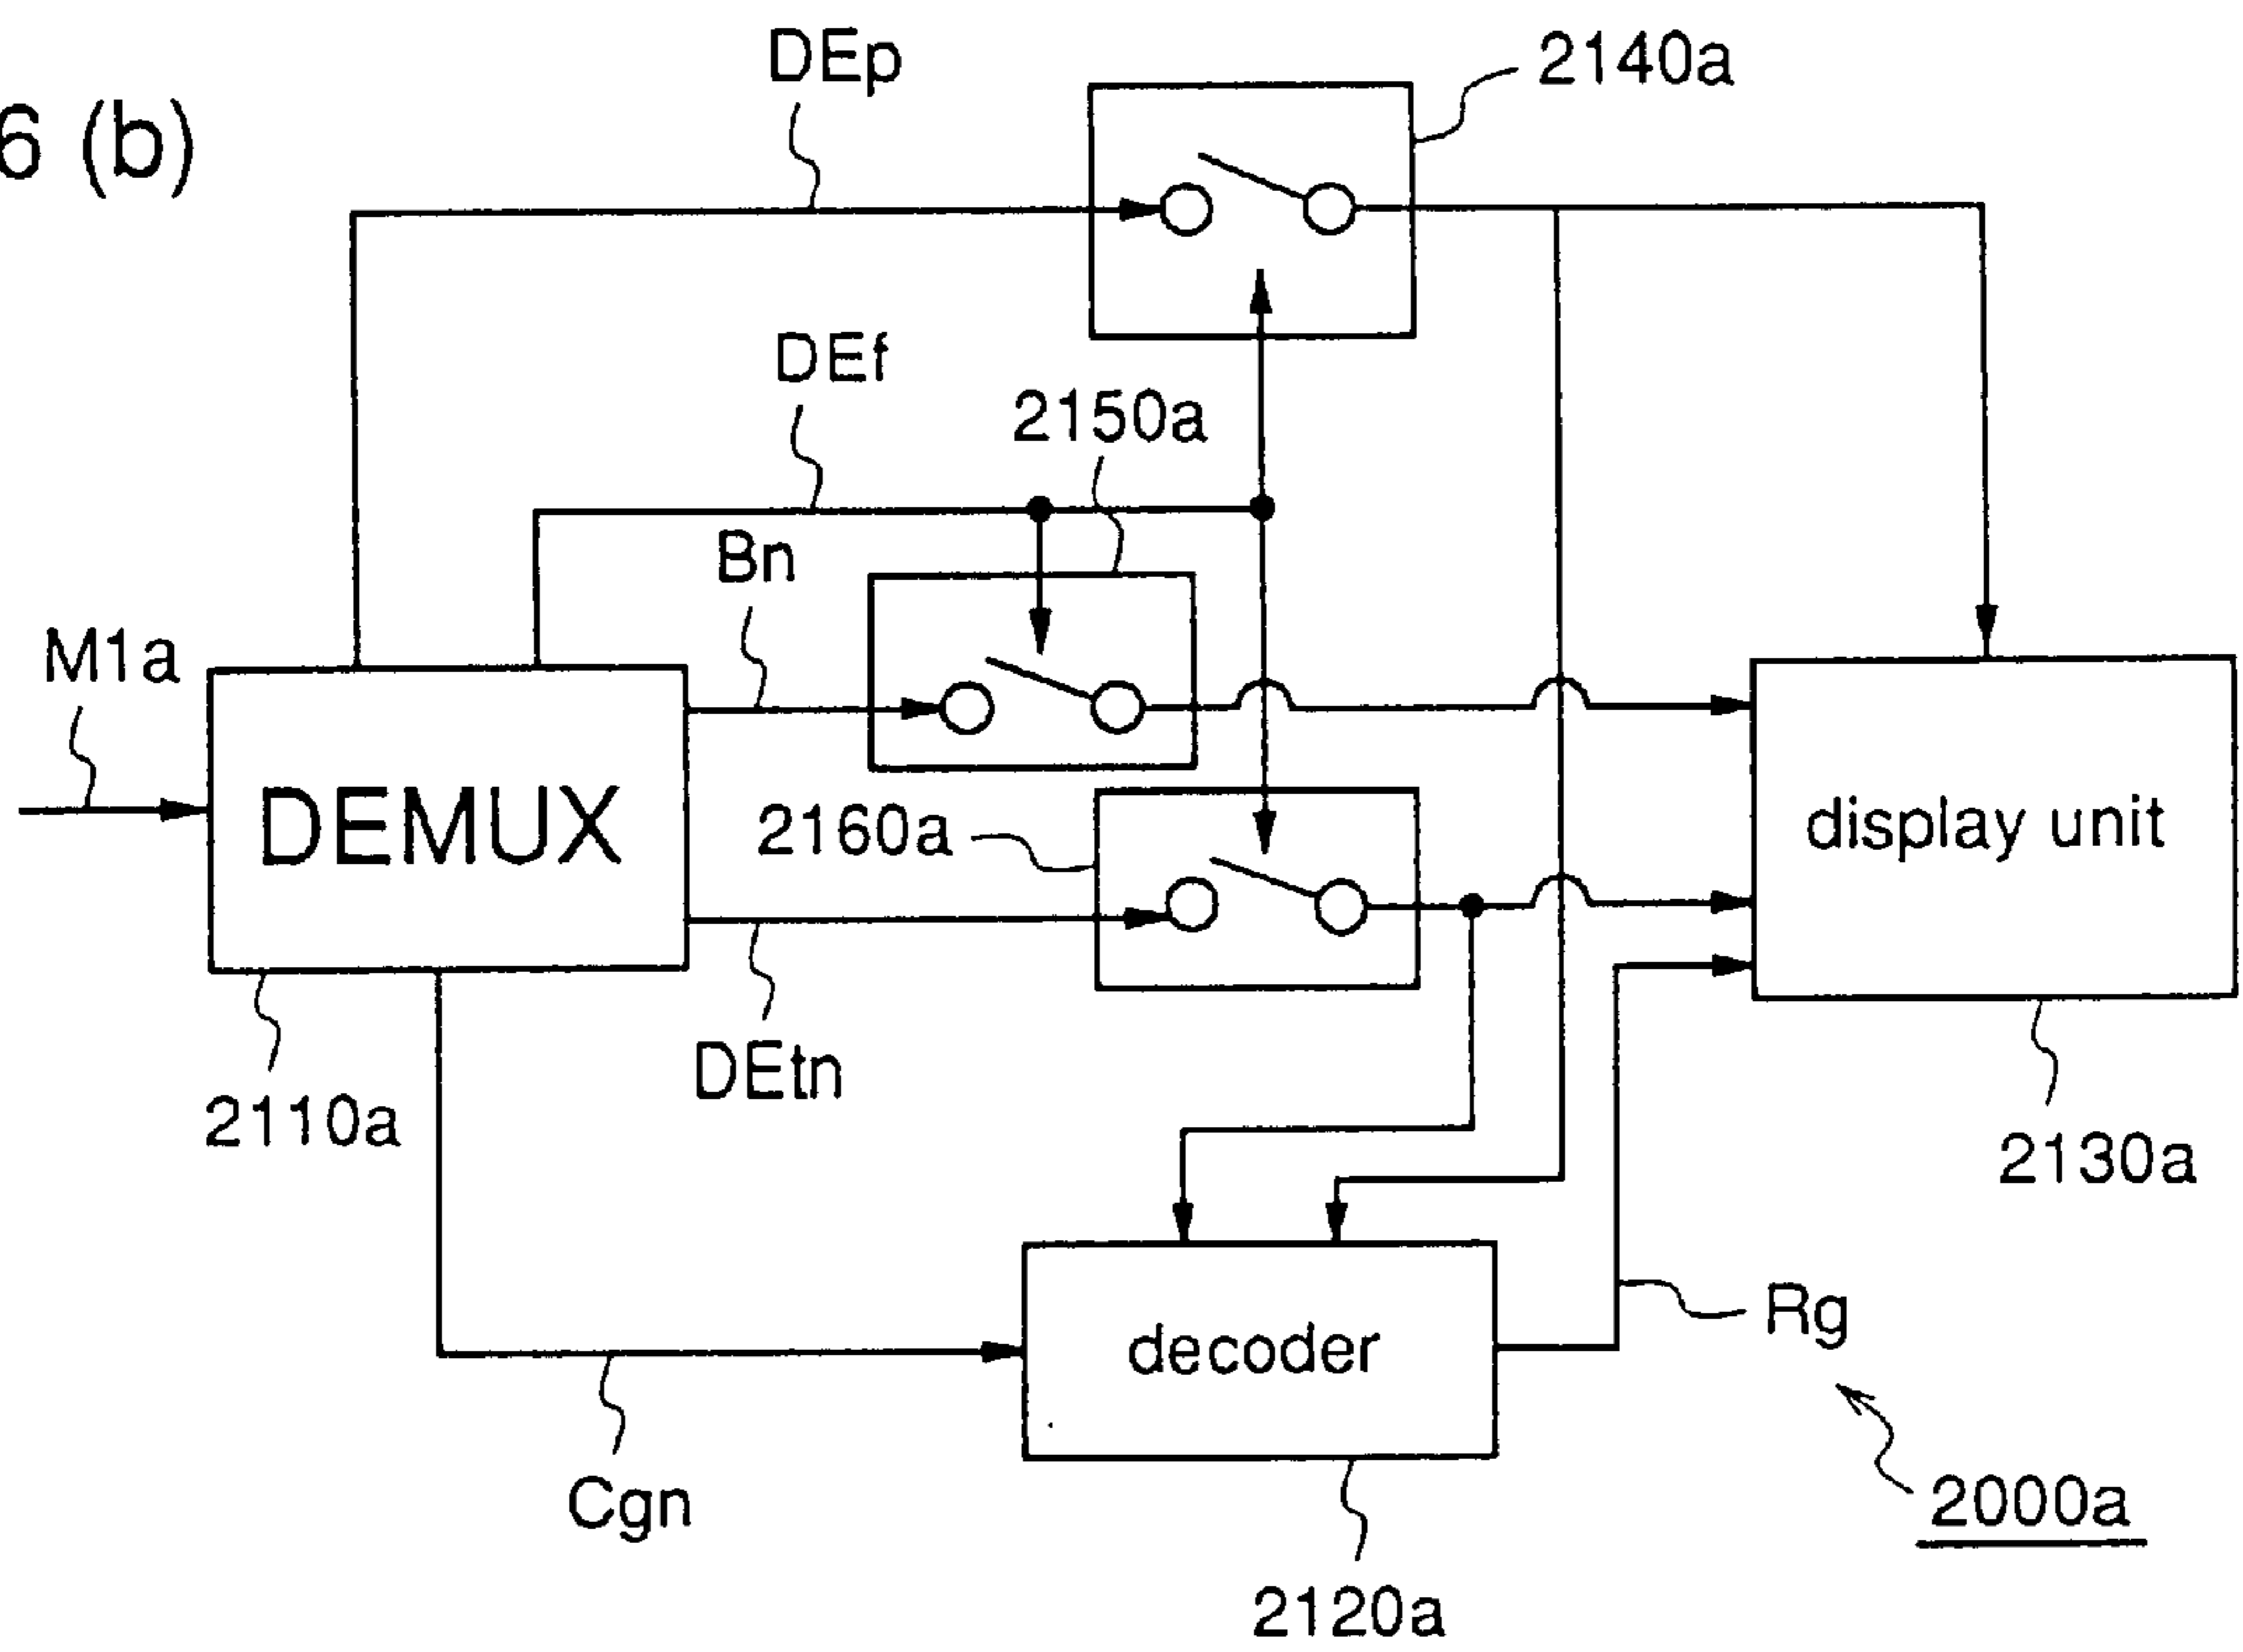 6 (b)
DEp
2140a
DEf
2150a
Bn
M1a
DEMUX
2160a
display unit
DEtn
2110a
2130a
Rg
decoder
Cgn
2000a
2120a